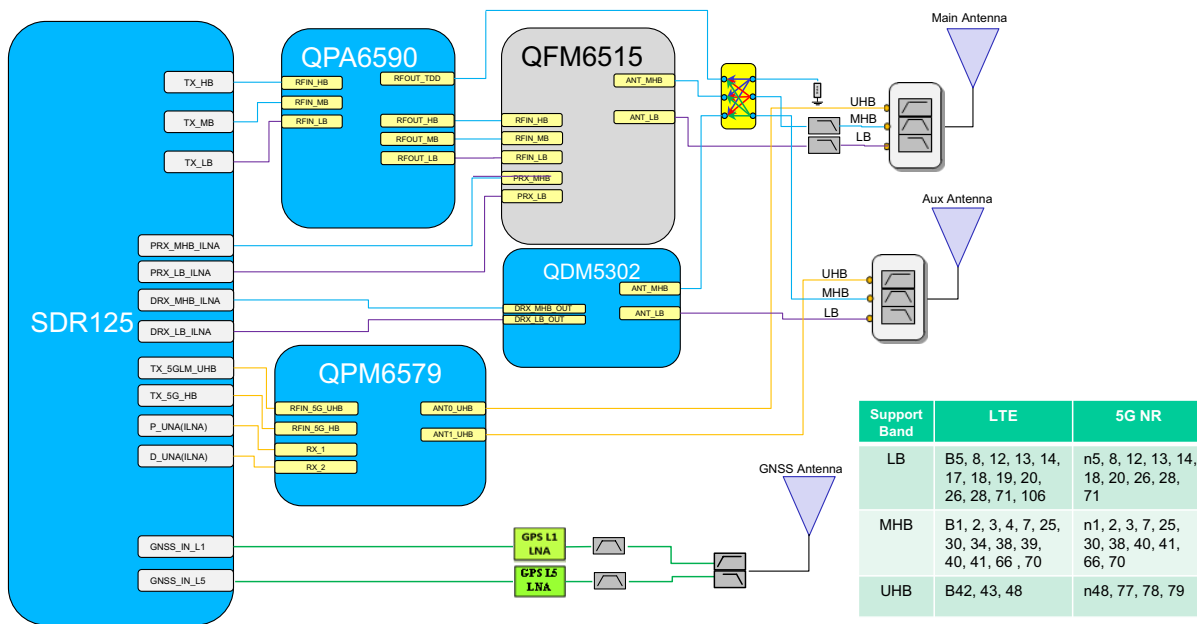 SDR125
TX_HB
TX_MB
TX_LB
PRX_MHB_ILNA
PRX_LB_ILNA
DRX_MHB_ILNA
DRX_LB_ILNA
TX_5GLM_UHB
TX_5G_HB
P_UNA(ILNA)
D_UNA(ILNA)
GNSS_IN_L1
GNSS_IN_L5
QPA6590
RFIN_HB
RFIN_MB
RFIN_LB
RFOUT_TDD
RFOUT_HB
RFOUT_MB
RFOUT_LB
QFM6515
RFIN_HB
RFIN_MB
RFIN_LB
PRX_MHB
PRX_LB
ANT_MHB
ANT_LB
QDM5302
DRX_MHB_OUT
DRX_LB_OUT
ANT_MHB
ANT_LB
QPM6579
RFIN_5G_UHB
RFIN_5G_HB
RX_1
RX_2
ANT0_UHB
ANT1_UHB
GPS L1
LNA
GPS L5
LNA
Main Antenna
UHB
MHB
LB
Aux Antenna
UHB
MHB
LB
GNSS Antenna
Support
Band
LTE
5G NR
LB
B5, 8, 12, 13, 14,
17, 18, 19, 20,
26, 28, 71, 106
n5, 8, 12, 13, 14,
18, 20, 26, 28,
71
MHB
B1, 2, 3, 4, 7, 25,
30, 34, 38, 39,
40, 41, 66 , 70
n1, 2, 3, 7, 25,
30, 38, 40, 41,
66, 70
UHB
B42, 43, 48
n48, 77, 78, 79